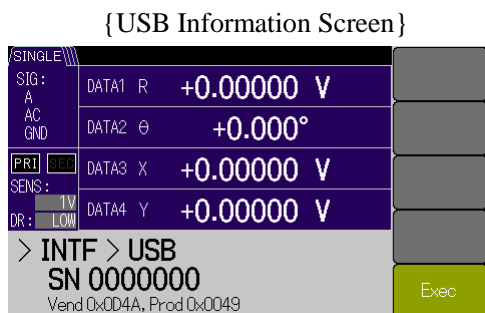 {USB Information Screen}
SINGLE
SIG:
A
AC
GND
DATA1 R +0.00000 V
DATA2 θ +0.000°
PRI SEC
SENS:
1V
DR: LOW
DATA3 X +0.00000 V
DATA4 Y +0.00000 V
> INTF > USB
SN 0000000
Vend 0x0D4A, Prod 0x0049
Exec